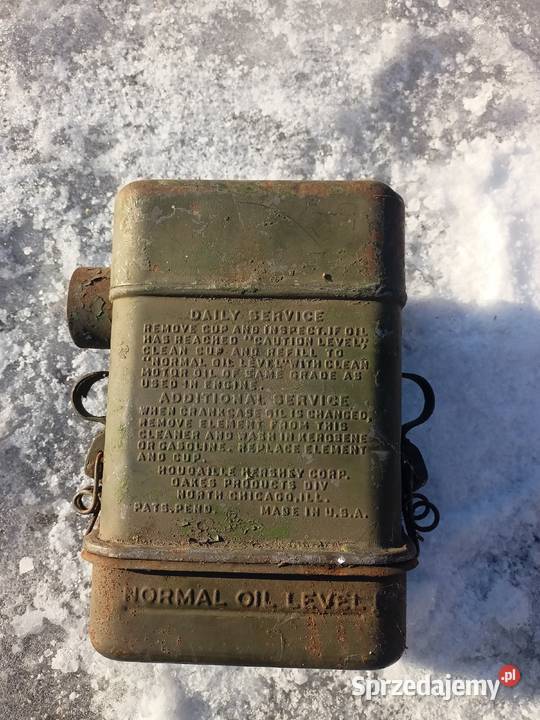 DAILY SERVICE
REMOVE CUP AND INSPECT. IF OIL
HAS REACHED "CAUTION LEVEL",
CLEAN CUP AND REFILL TO
"NORMAL OIL LEVEL" WITH CLEAN
MOTOR OIL OF SAME GRADE AS
USED IN ENGINE.
ADDITIONAL SERVICE
WHEN CRANKCASE OIL IS CHANGED,
REMOVE ELEMENT FROM THIS
CLEANER AND WASH IN KEROSENE
OR GASOLINE. REPLACE ELEMENT
AND CUP.
HOUDAILLE HERSHEY CORP.
OAKES PRODUCTS DIV
NORTH CHICAGO, ILL.
PATS. PEND. MADE IN U.S.A.
NORMAL OIL LEVEL
Sprzedajemy.pl